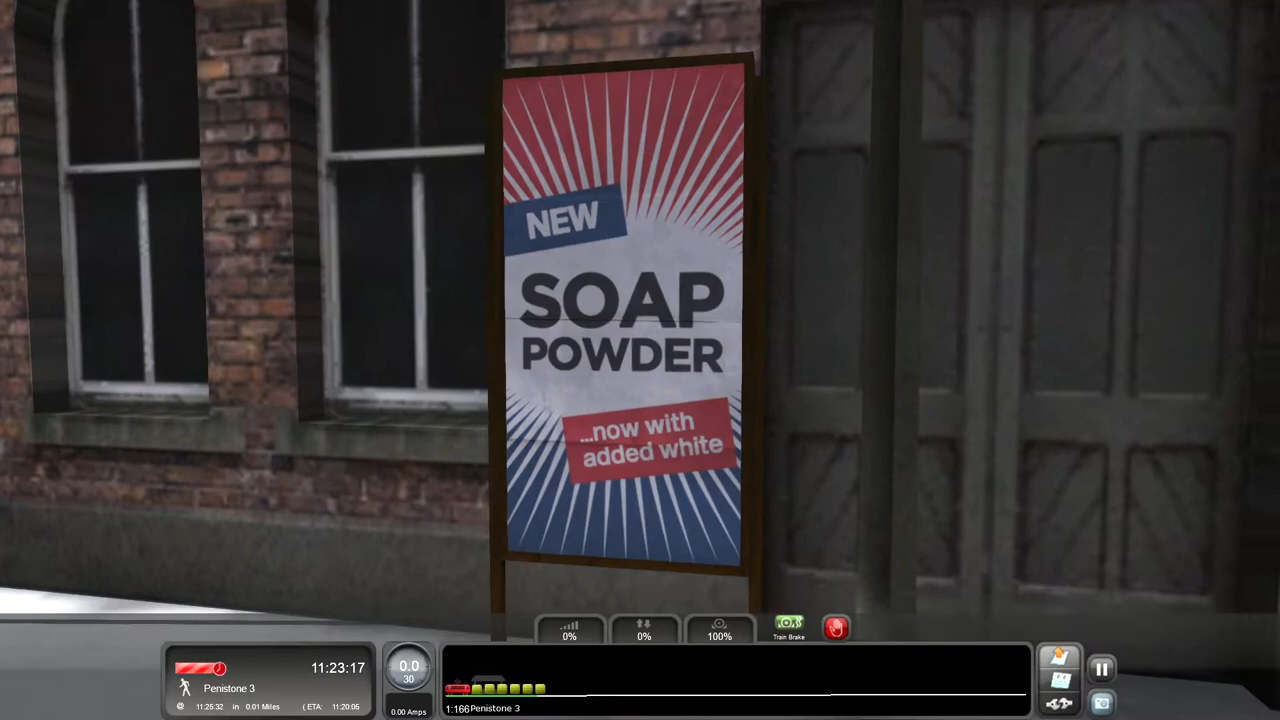 NEW
SOAP
POWDER
...now with
added white
0%
0%
100%
Train Brake
11:23:17
Penistone 3
@ 11:25:32 in 0.01 Miles ( ETA: 11:20:05
0.0
30
0.00 Amps
1:166 Penistone 3